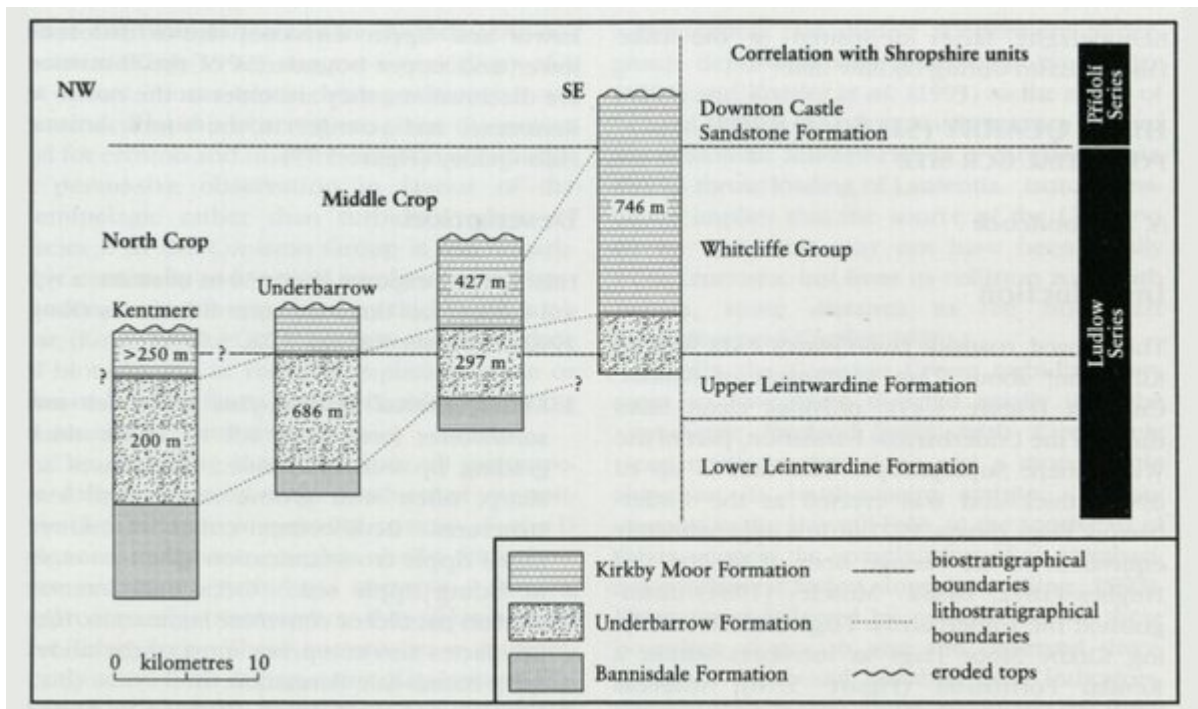 Correlation with Shropshire units
NW
SE
Downton Castle
Sandstone Formation
Přídolí
Series
Middle Crop
746 m
North Crop
Whitcliffe Group
Underbarrow
427 m
Kentmere
>250 m
?
?
297 m
Ludlow
Series
?
Upper Leintwardine Formation
686 m
200 m
Lower Leintwardine Formation
Kirkby Moor Formation
biostratigraphical
boundaries
Underbarrow Formation
lithostratigraphical
boundaries
0 kilometres 10
Bannisdale Formation
eroded tops